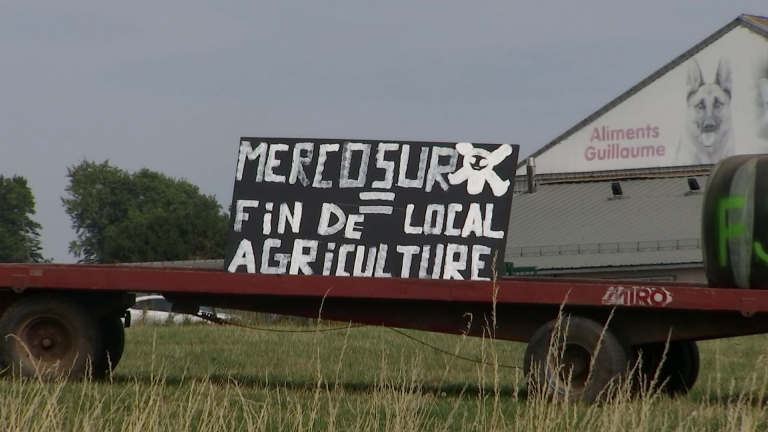 MERCOSUR
=
FiN DE LOCAL
AGRiCULTURE
Aliments
Guillaume
MIRO
F